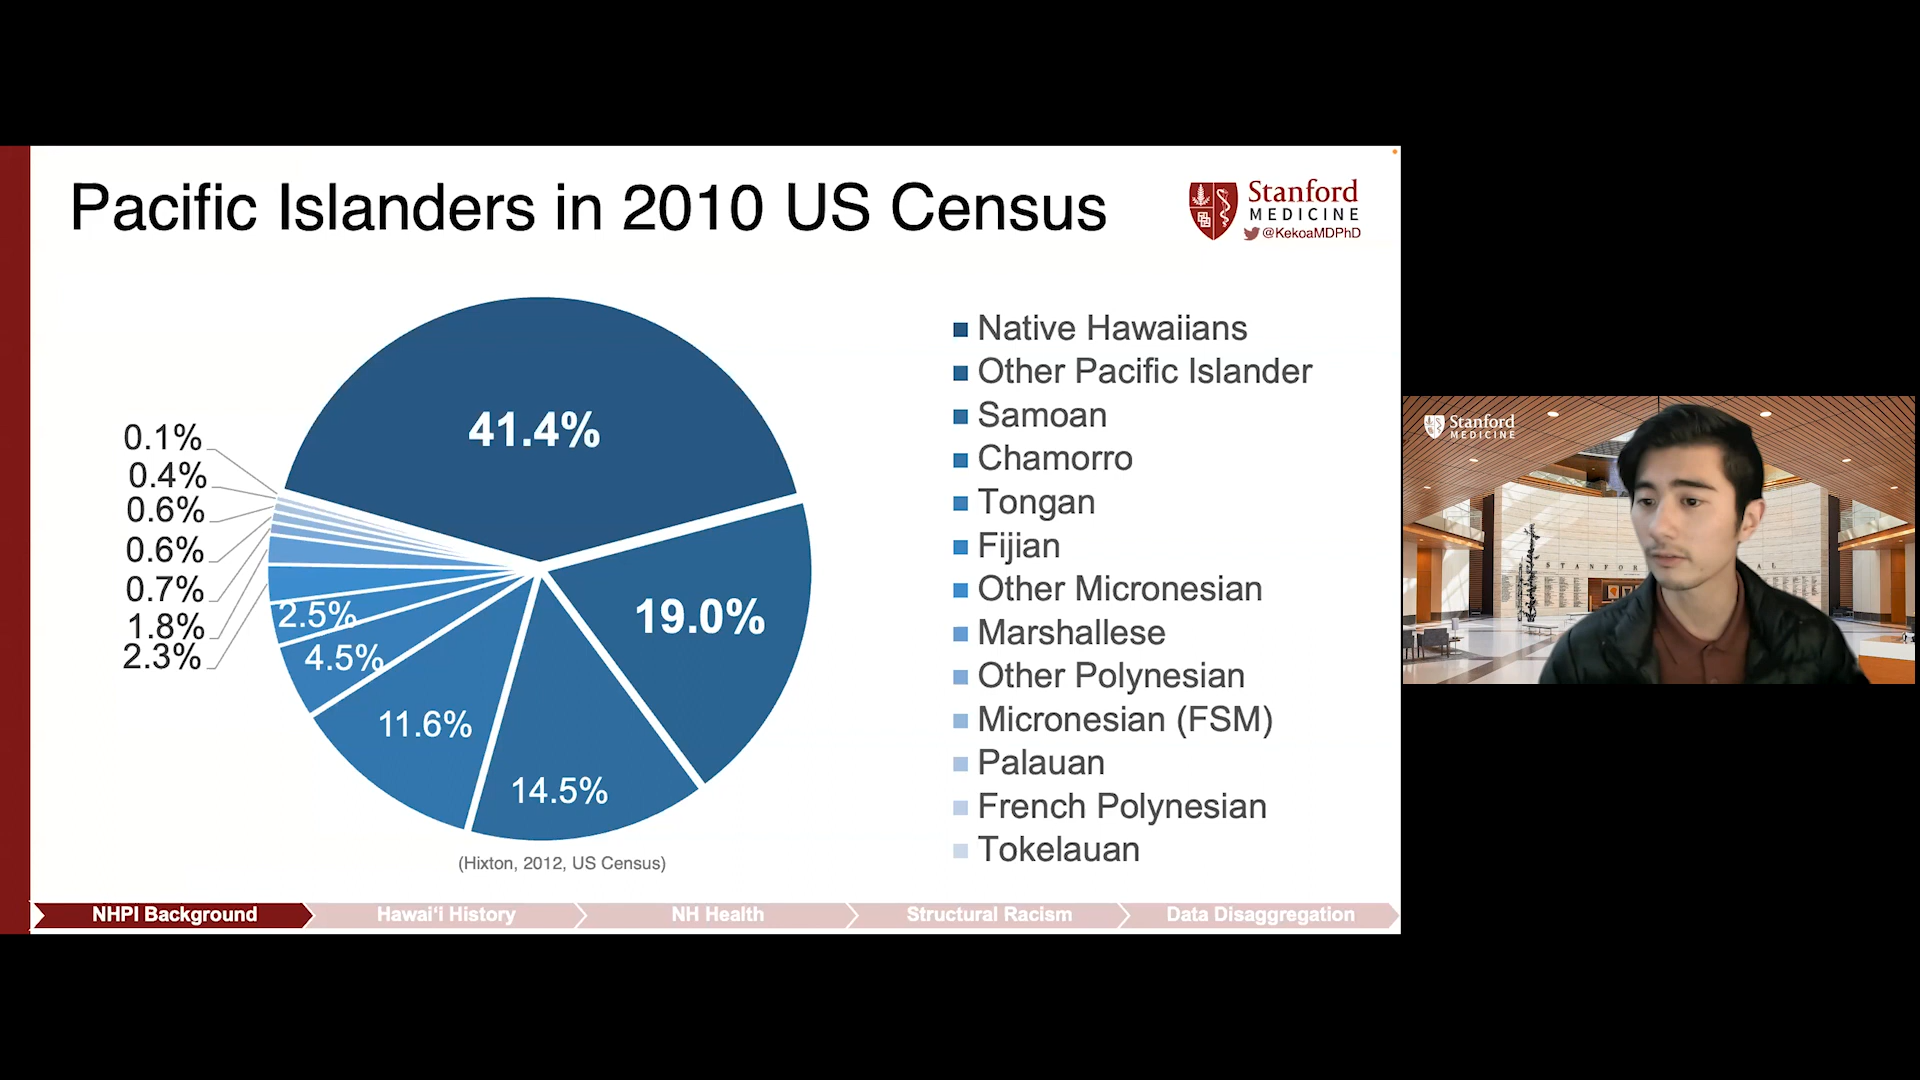 Pacific Islanders in 2010 US Census
Stanford
MEDICINE
@KekoaMDPhD
41.4%
19.0%
14.5%
11.6%
4.5%
2.5%
2.3%
1.8%
0.7%
0.6%
0.6%
0.4%
0.1%
Native Hawaiians
Other Pacific Islander
Samoan
Chamorro
Tongan
Fijian
Other Micronesian
Marshallese
Other Polynesian
Micronesian (FSM)
Palauan
French Polynesian
Tokelauan
(Hixton, 2012, US Census)
NHPI Background
Hawai‘i History
NH Health
Structural Racism
Data Disaggregation
Stanford
MEDICINE